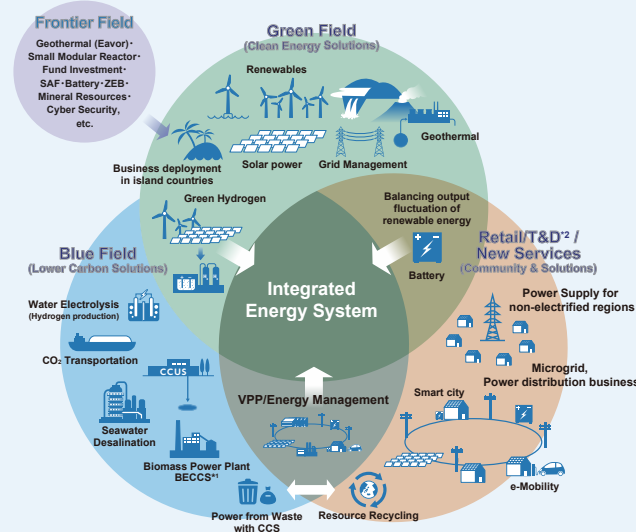 Frontier Field
Geothermal (Eavor)・
Small Modular Reactor・
Fund Investment・
SAF・Battery・ZEB・
Mineral Resources・
Cyber Security,
etc.
Green Field
(Clean Energy Solutions)
Renewables
Geothermal
Business deployment
in island countries
Solar power
Grid Management
Green Hydrogen
Balancing output
fluctuation of
renewable energy
Battery
Blue Field
(Lower Carbon Solutions)
Retail/T&D*2 /
New Services
(Community & Solutions)
Integrated
Energy System
Water Electrolysis
(Hydrogen production)
CO₂ Transportation
CCUS
Seawater
Desalination
Biomass Power Plant
BECCS*1
Power from Waste
with CCS
VPP/Energy Management
Resource Recycling
Power Supply for
non-electrified regions
Microgrid,
Power distribution business
Smart city
e-Mobility